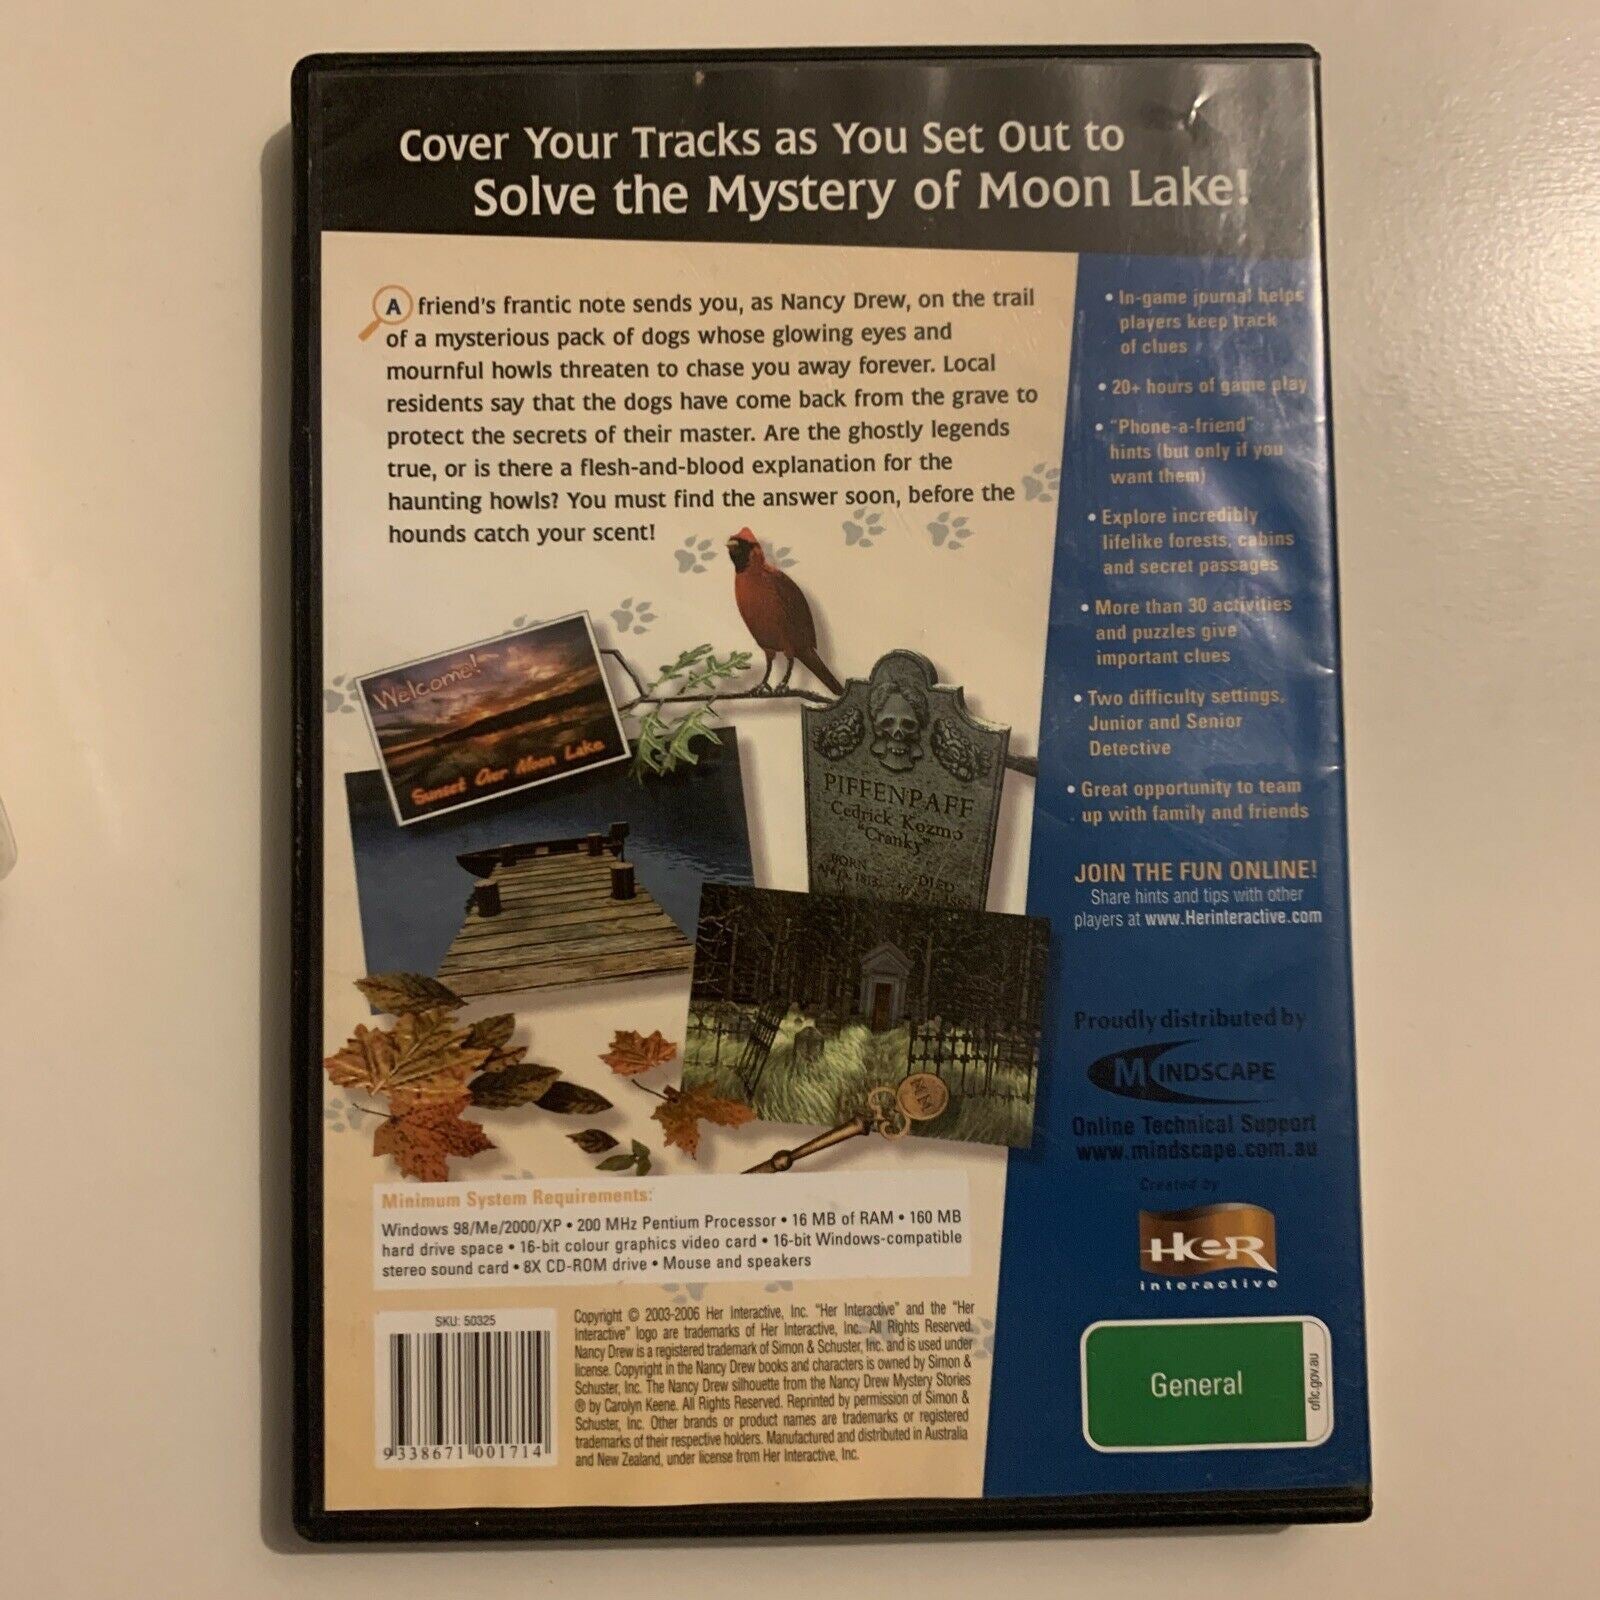 Cover Your Tracks as You Set Out to
Solve the Mystery of Moon Lake!
A friend's frantic note sends you, as Nancy Drew, on the trail
of a mysterious pack of dogs whose glowing eyes and
mournful howls threaten to chase you away forever. Local
residents say that the dogs have come back from the grave to
protect the secrets of their master. Are the ghostly legends
true, or is there a flesh-and-blood explanation for the
haunting howls? You must find the answer soon, before the
hounds catch your scent!
• In-game journal helps
players keep track
of clues
• 20+ hours of game play
• "Phone-a-friend"
hints (but only if you
want them)
• Explore incredibly
lifelike forests, cabins
and secret passages
• More than 30 activities
and puzzles give
important clues
• Two difficulty settings,
Junior and Senior
Detective
• Great opportunity to team
up with family and friends
JOIN THE FUN ONLINE!
Share hints and tips with other
players at www.Herinteractive.com
Proudly distributed by
MINDSCAPE
Online Technical Support
www.mindscape.com.au
Created by
HER
interactive
General
oflc.gov.au
Welcome!
Sunset Over Moon Lake
PIFFENPAFF
Cedrick Kozmo
"Cranky"
BORN
DIED
Minimum System Requirements:
Windows 98/Me/2000/XP • 200 MHz Pentium Processor • 16 MB of RAM • 160 MB
hard drive space • 16-bit colour graphics video card • 16-bit Windows-compatible
stereo sound card • 8X CD-ROM drive • Mouse and speakers
SKU: 50325
9 338671 001714
Copyright © 2003-2006 Her Interactive, Inc. "Her Interactive" and the "Her
Interactive" logo are trademarks of Her Interactive, Inc. All Rights Reserved.
Nancy Drew is a registered trademark of Simon & Schuster, Inc. and is used under
license. Copyright in the Nancy Drew books and characters is owned by Simon &
Schuster, Inc. The Nancy Drew silhouette from the Nancy Drew Mystery Stories
® by Carolyn Keene. All Rights Reserved. Reprinted by permission of Simon &
Schuster, Inc. Other brands or product names are trademarks or registered
trademarks of their respective holders. Manufactured and distributed in Australia
and New Zealand, under license from Her Interactive, Inc.